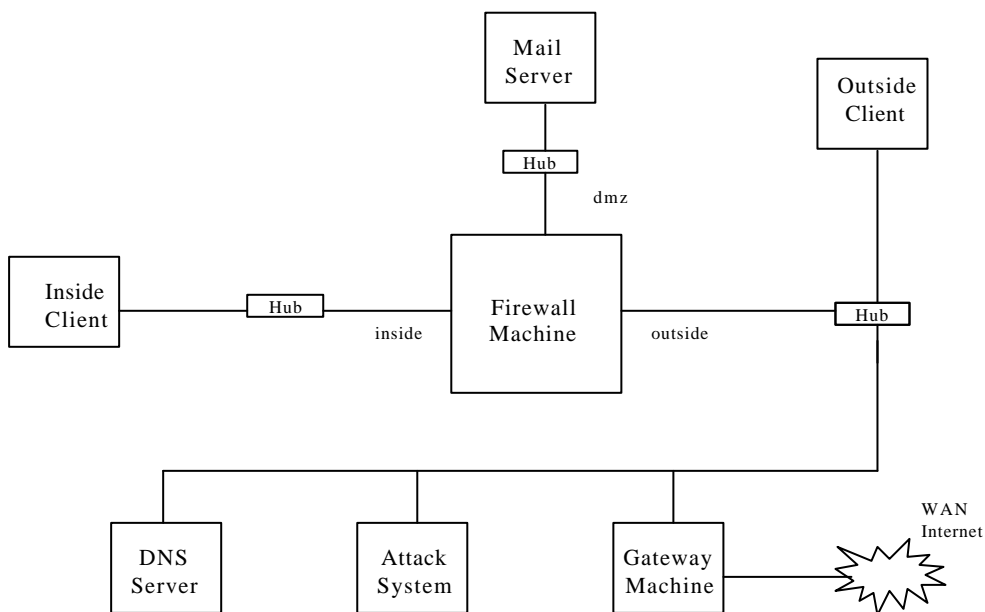 Mail
Server
Outside
Client
Hub
dmz
Inside
Client
Hub
inside
Firewall
Machine
outside
Hub
DNS
Server
Attack
System
Gateway
Machine
WAN
Internet